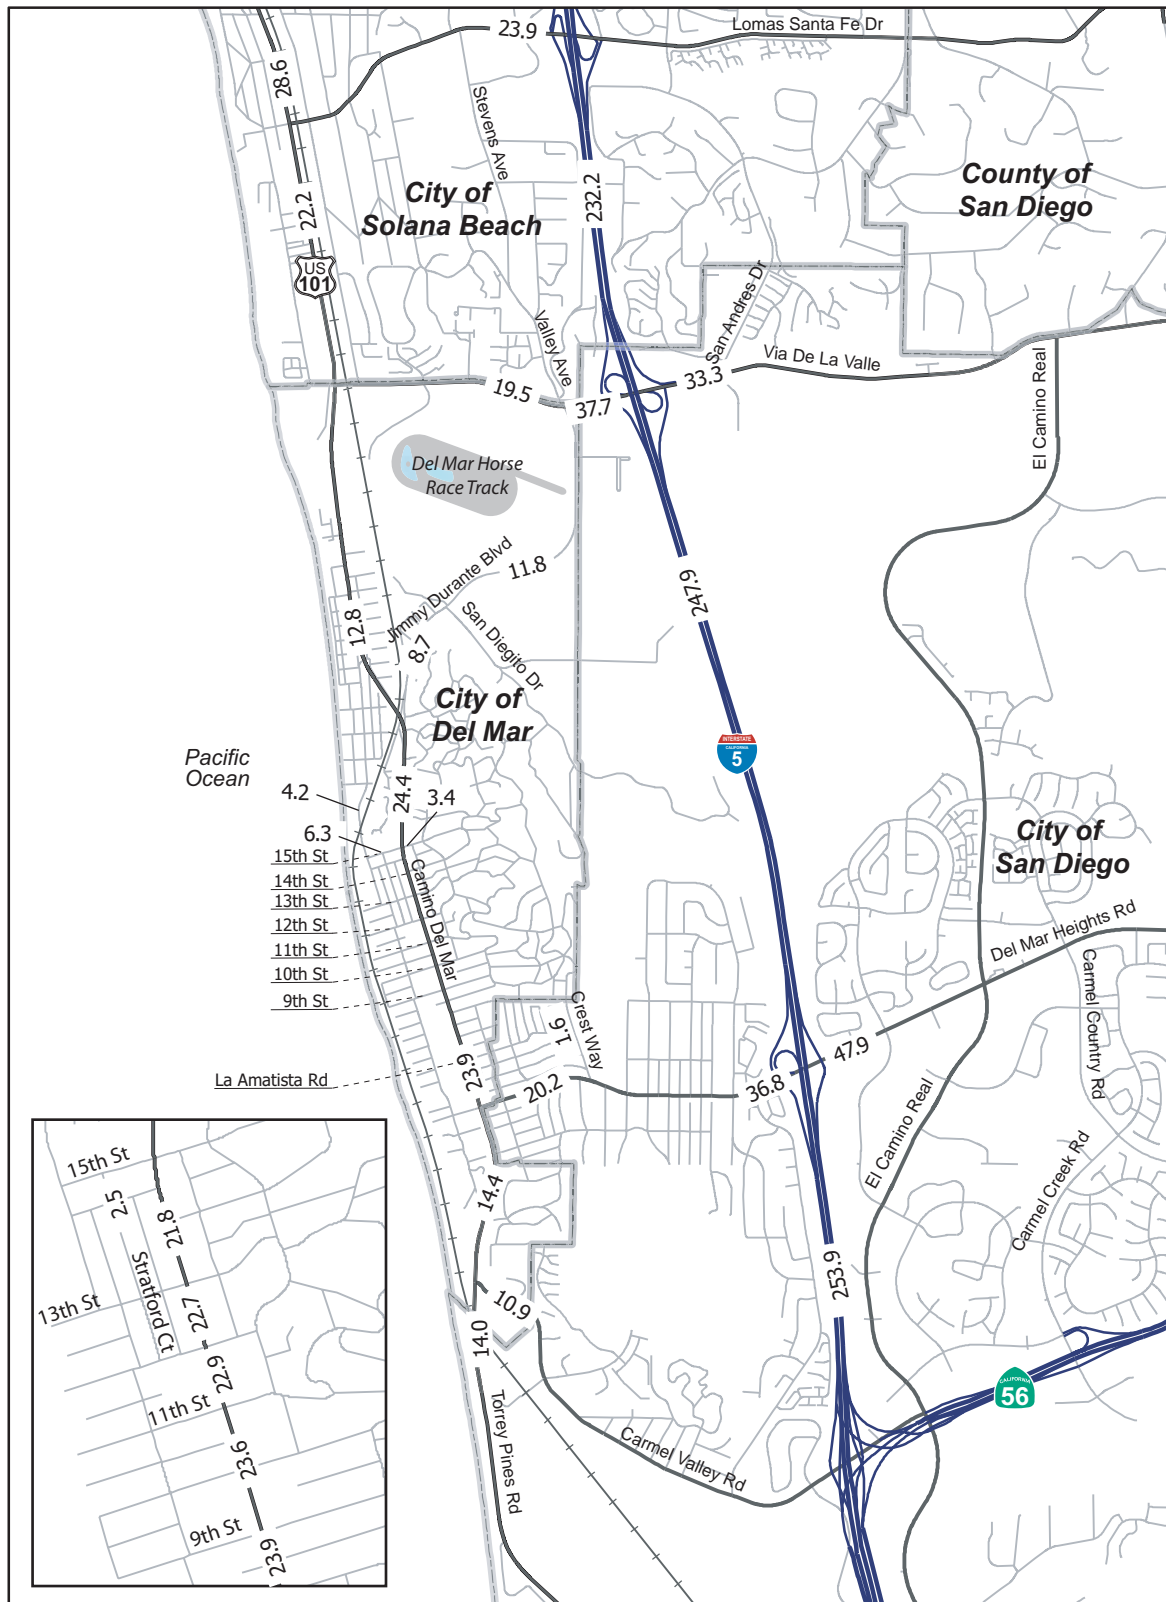 23.9
Lomas Santa Fe Dr
28.6
Stevens Ave
22.2
232.2
City of
Solana Beach
County of
San Diego
US
101
San Andres Dr
Valley Ave
Via De La Valle
19.5
37.7
33.3
El Camino Real
Del Mar Horse
Race Track
Jimmy Durante Blvd
11.8
247.9
12.8
8.7
San Diegito Dr
City of
Del Mar
Pacific
Ocean
INTERSTATE
CALIFORNIA
5
4.2
24.4
3.4
6.3
City of
San Diego
15th St
14th St
13th St
12th St
11th St
10th St
9th St
Camino Del Mar
Del Mar Heights Rd
Carmel Country Rd
Crest Way
1.6
47.9
La Amatista Rd
23.9
20.2
36.8
El Camino Real
Carmel Creek Rd
14.4
253.9
10.9
14.0
Torrey Pines Rd
Carmel Valley Rd
CALIFORNIA
56
15th St
2.5
21.8
Stratford Ct
13th St
22.7
22.9
11th St
23.6
9th St
23.9